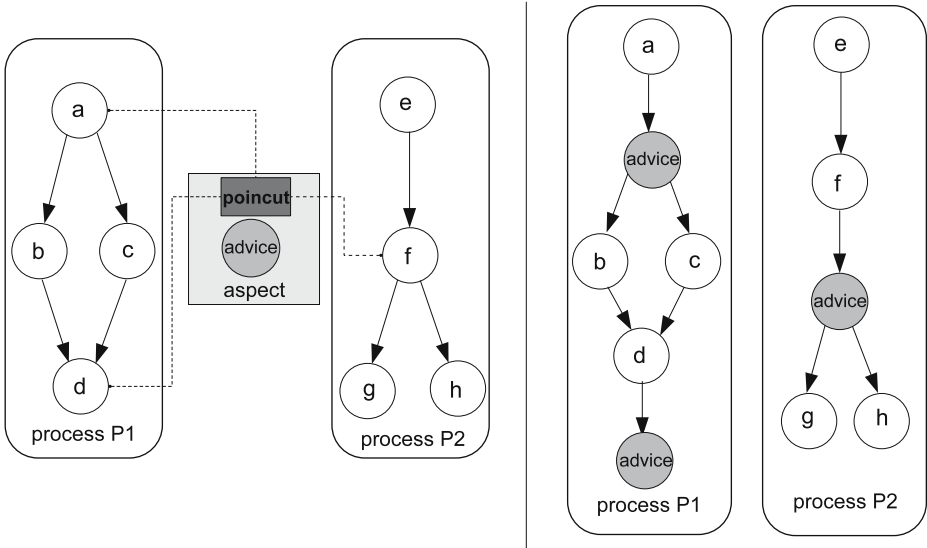 a
e
poincut
b
c
advice
f
aspect
d
g
h
process P1
process P2
a
advice
b
c
d
advice
process P1
e
f
advice
g
h
process P2